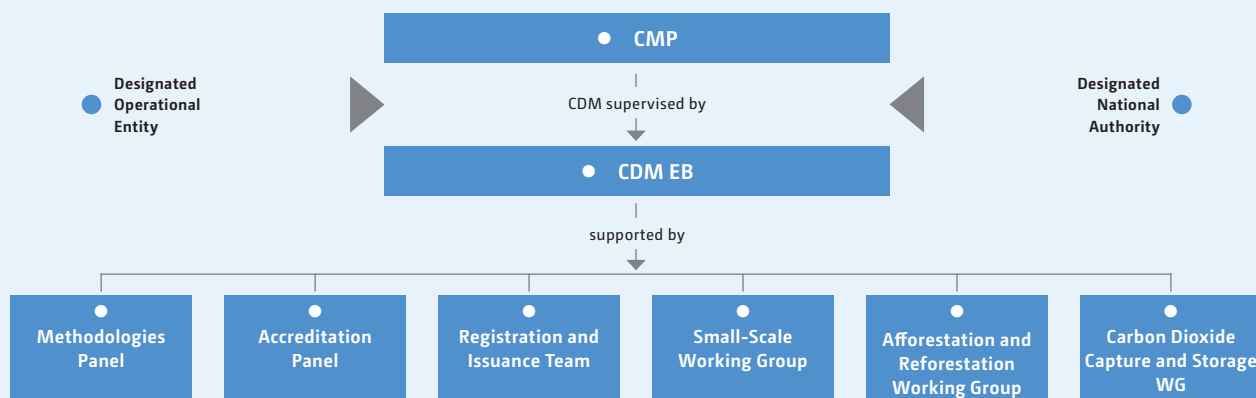 CMP
Designated
Operational
Entity
CDM supervised by
Designated
National
Authority
CDM EB
supported by
Methodologies
Panel
Accreditation
Panel
Registration and
Issuance Team
Small-Scale
Working Group
Afforestation and
Reforestation
Working Group
Carbon Dioxide
Capture and Storage
WG